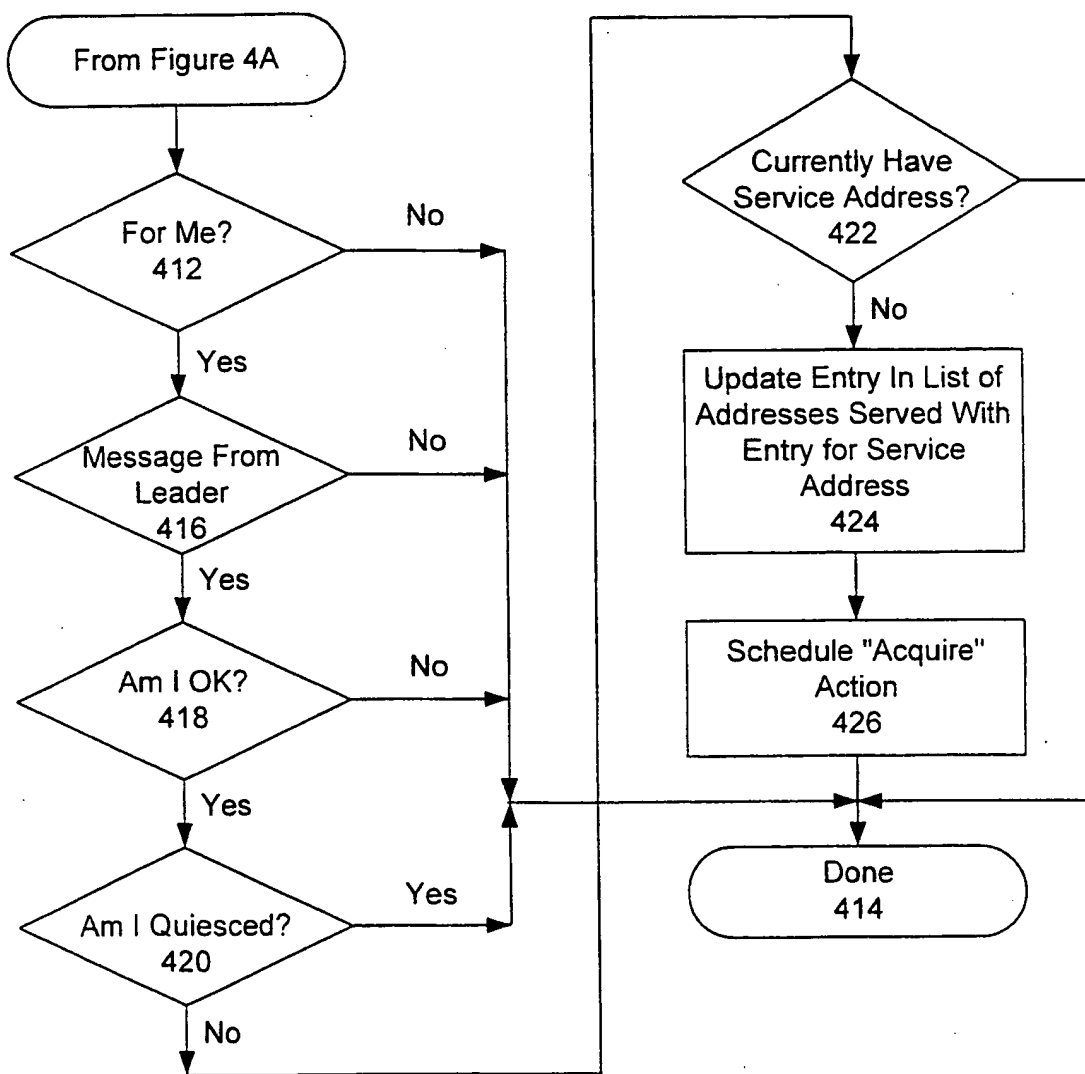 From Figure 4A
For Me?
412
No
Yes
Message From
Leader
416
No
Yes
Am I OK?
418
No
Yes
Am I Quiesced?
420
Yes
No
Currently Have
Service Address?
422
No
Update Entry In List of
Addresses Served With
Entry for Service
Address
424
Schedule "Acquire"
Action
426
Done
414